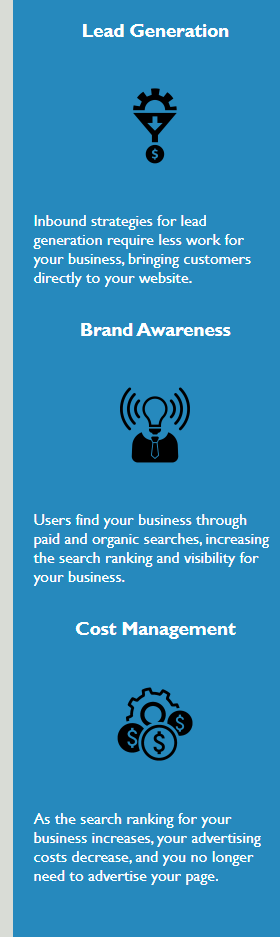 Lead Generation
$
Inbound strategies for lead
generation require less work for
your business, bringing customers
directly to your website.
Brand Awareness
Users find your business through
paid and organic searches, increasing
the search ranking and visibility for
your business.
Cost Management
$ $ $
As the search ranking for your
business increases, your advertising
costs decrease, and you no longer
need to advertise your page.